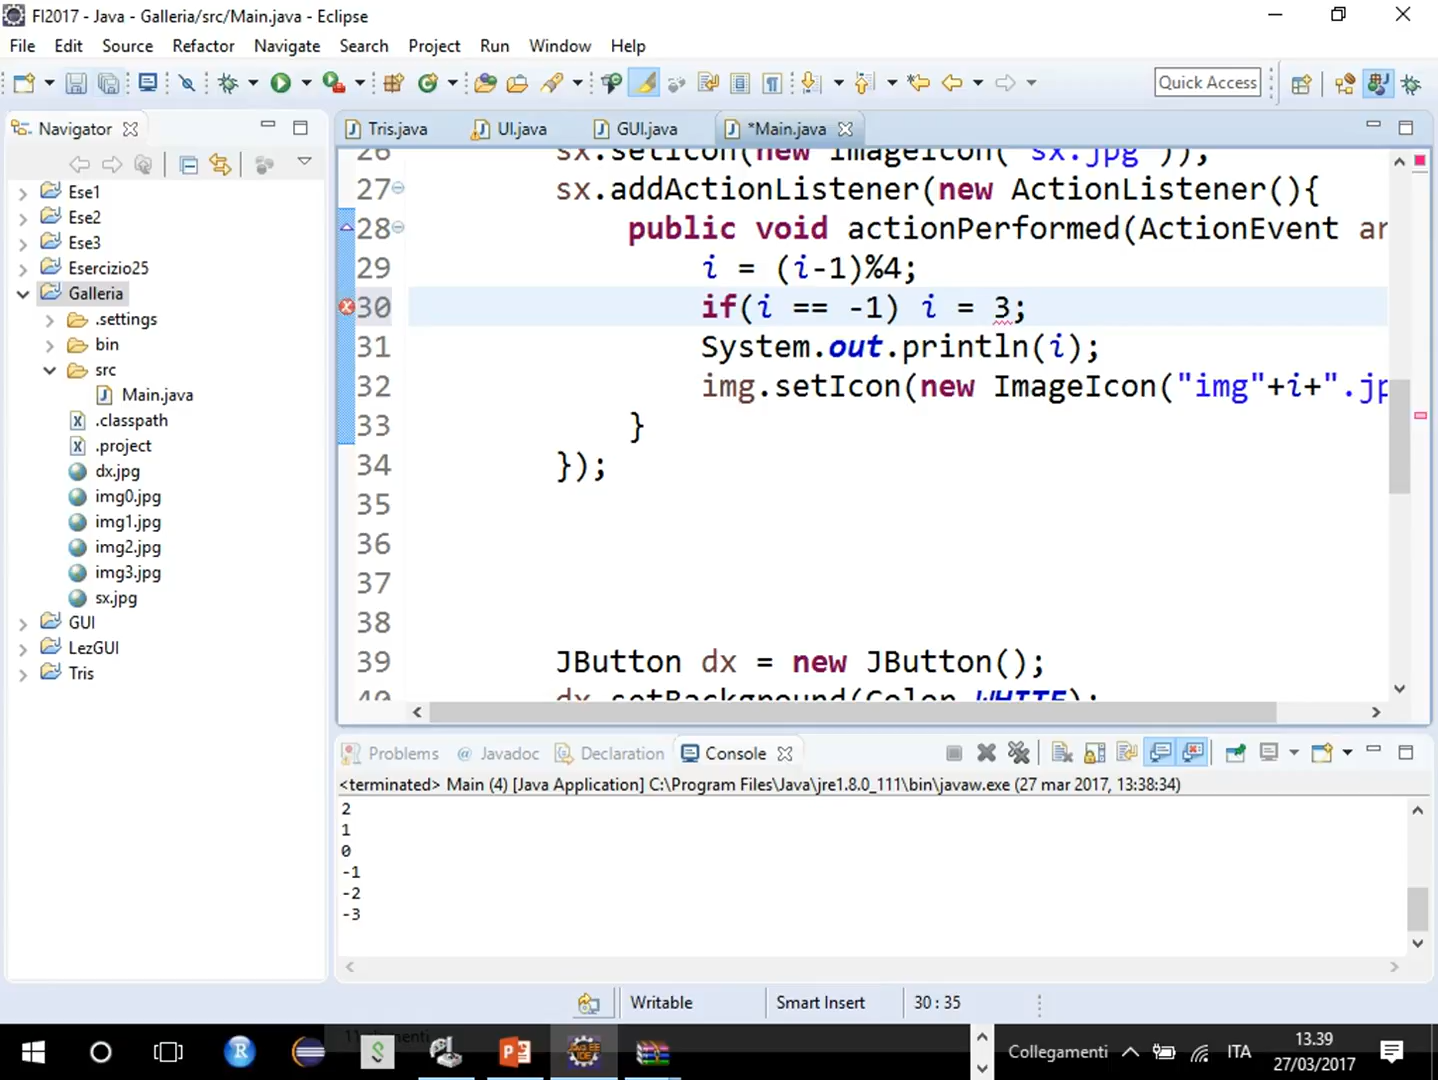 FI2017 - Java - Galleria/src/Main.java - Eclipse
File Edit Source Refactor Navigate Search Project Run Window Help
Quick Access
Navigator
Ese1
Ese2
Ese3
Esercizio25
Galleria
.settings
bin
src
Main.java
.classpath
.project
dx.jpg
img0.jpg
img1.jpg
img2.jpg
img3.jpg
sx.jpg
GUI
LezGUI
Tris
Tris.java UI.java GUI.java *Main.java
26 sx.setIcon(new ImageIcon("sx.jpg"));
27 sx.addActionListener(new ActionListener(){
28 public void actionPerformed(ActionEvent ar
29 i = (i-1)%4;
30 if(i == -1) i = 3;
31 System.out.println(i);
32 img.setIcon(new ImageIcon("img"+i+".jp
33 }
34 });
35
36
37
38
39 JButton dx = new JButton();
40 dx.setBackground(Color.WHITE);
Problems @ Javadoc Declaration Console
<terminated> Main (4) [Java Application] C:\Program Files\Java\jre1.8.0_111\bin\javaw.exe (27 mar 2017, 13:38:34)
2
1
0
-1
-2
-3
Writable Smart Insert 30 : 35
11 elementi
Collegamenti ITA 13.39
27/03/2017